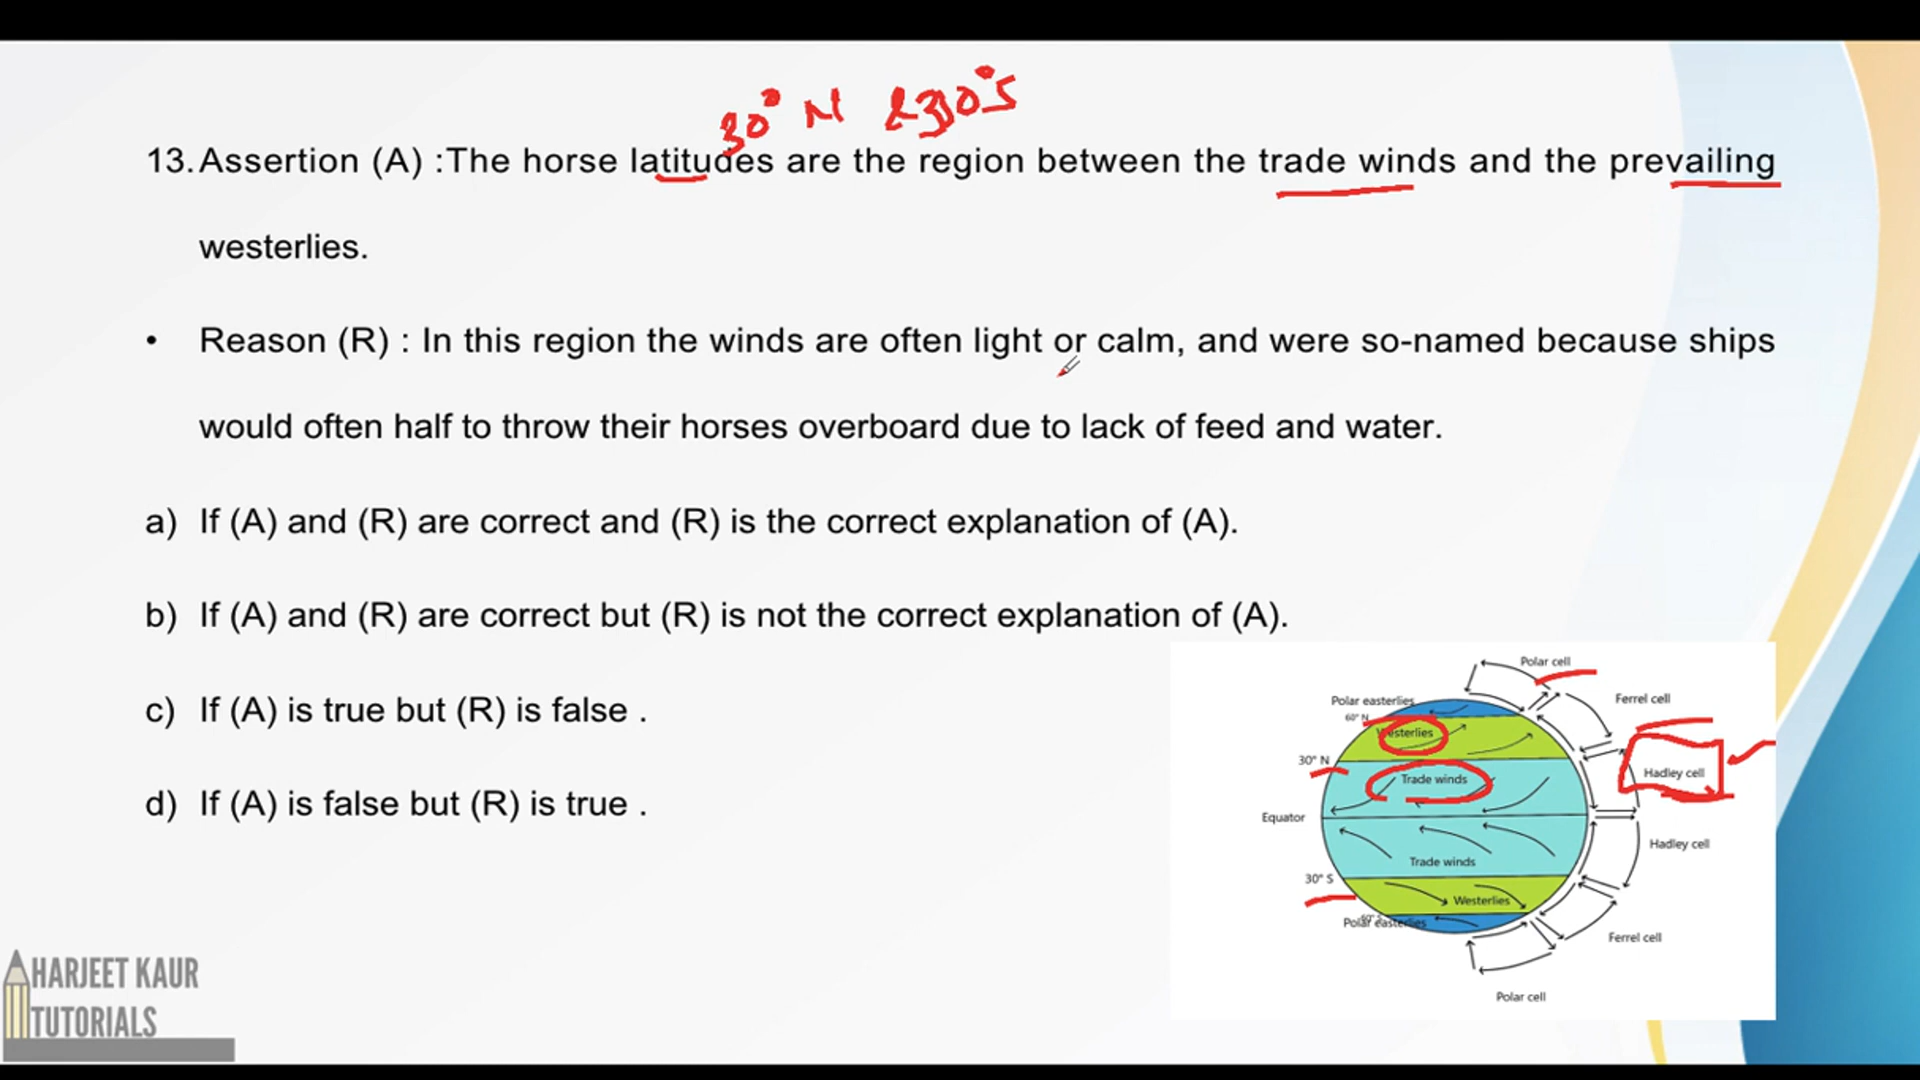 30° N &30°S
13. Assertion (A) :The horse latitudes are the region between the trade winds and the prevailing
westerlies.
• Reason (R) : In this region the winds are often light or calm, and were so-named because ships
would often half to throw their horses overboard due to lack of feed and water.
a) If (A) and (R) are correct and (R) is the correct explanation of (A).
b) If (A) and (R) are correct but (R) is not the correct explanation of (A).
c) If (A) is true but (R) is false .
d) If (A) is false but (R) is true .
Polar cell
Polar easterlies
Ferrel cell
60° N
Westerlies
30° N
Trade winds
Hadley cell
Equator
Hadley cell
Trade winds
30° S
Westerlies
60° S
Polar easterlies
Ferrel cell
Polar cell
HARJEET KAUR
TUTORIALS